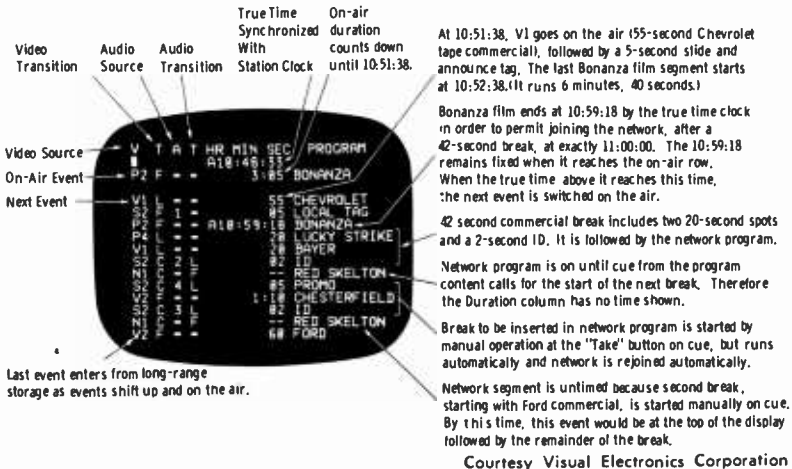 Video
Transition
Audio
Source
Audio
Transition
True Time
Synchronized
With
Station Clock
On-air
duration
counts down
until 10:51:38.
Video Source
On-Air Event
Next Event
V T A T HR MIN SEC PROGRAM
A10:48:33
P2 F - - 3:05 BONANZA
V1 L - - 55 CHEVROLET
S2 F 1 - 05 LOCAL TAG
P2 F - - A10:59:18 BONANZA
P4 L - - 20 LUCKY STRIKE
V1 L - - 20 BAYER
S2 C 2 L 02 ID
N1 C - F -- RED SKELTON
S2 C 4 L 05 PROMO
V2 F - - 1:10 CHESTERFIELD
S2 C 3 L 02 ID
N1 C - F -- RED SKELTON
V2 F - - 60 FORD
Last event enters from long-range
storage as events shift up and on the air.
At 10:51:38, V1 goes on the air (55-second Chevrolet
tape commercial), followed by a 5-second slide and
announce tag. The last Bonanza film segment starts
at 10:52:38. (It runs 6 minutes, 40 seconds.)
Bonanza film ends at 10:59:18 by the true time clock
in order to permit joining the network, after a
42-second break, at exactly 11:00:00. The 10:59:18
remains fixed when it reaches the on-air row.
When the true time above it reaches this time,
the next event is switched on the air.
42 second commercial break includes two 20-second spots
and a 2-second ID. It is followed by the network program.
Network program is on until cue from the program
content calls for the start of the next break. Therefore
the Duration column has no time shown.
Break to be inserted in network program is started by
manual operation at the "Take" button on cue, but runs
automatically and network is rejoined automatically.
Network segment is untimed because second break,
starting with Ford commercial, is started manually on cue.
By this time, this event would be at the top of the display
followed by the remainder of the break.
Courtesy Visual Electronics Corporation